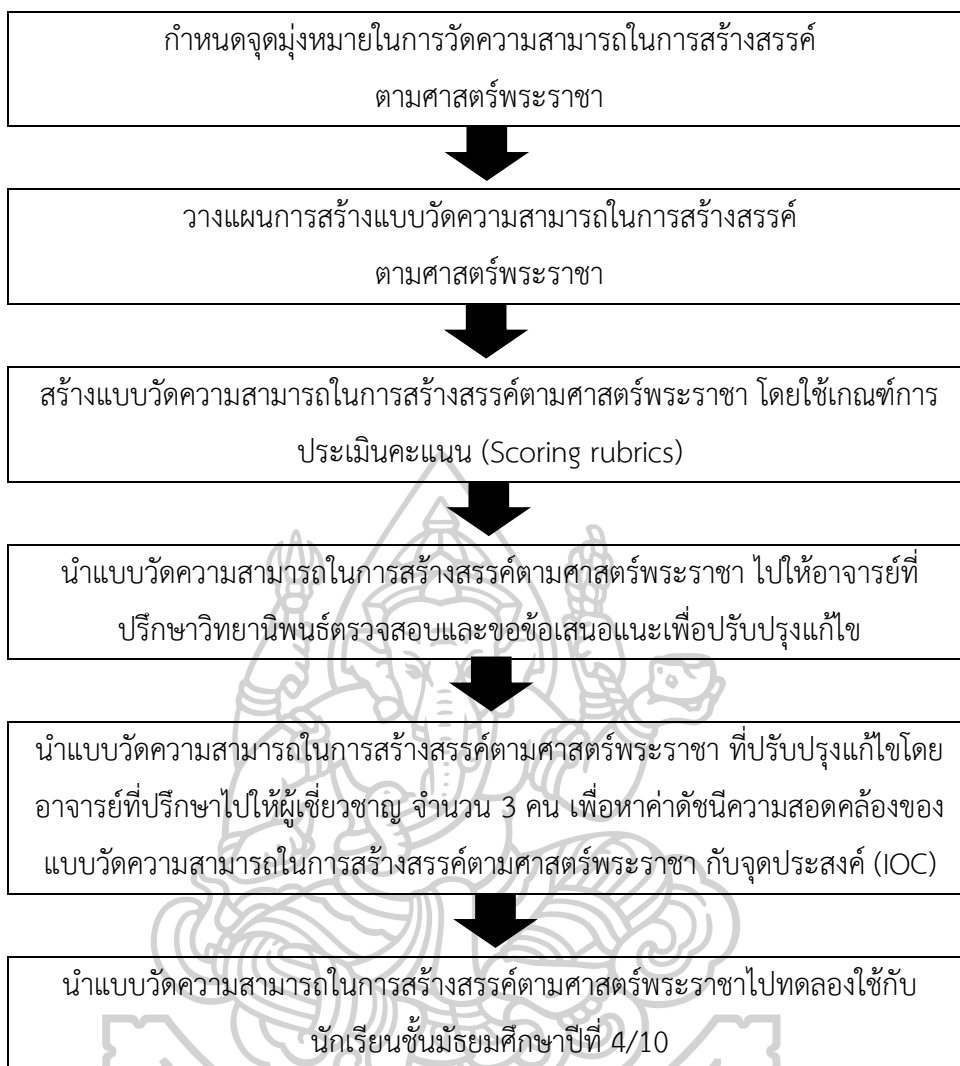 กำหนดจุดมุ่งหมายในการวัดความสามารถในการสร้างสรรค์
ตามศาสตร์พระราชา
วางแผนการสร้างแบบวัดความสามารถในการสร้างสรรค์
ตามศาสตร์พระราชา
สร้างแบบวัดความสามารถในการสร้างสรรค์ตามศาสตร์พระราชา โดยใช้เกณฑ์การ
ประเมินคะแนน (Scoring rubrics)
นำแบบวัดความสามารถในการสร้างสรรค์ตามศาสตร์พระราชา ไปให้อาจารย์ที่
ปรึกษาวิทยานิพนธ์ตรวจสอบและขอข้อเสนอแนะเพื่อปรับปรุงแก้ไข
นำแบบวัดความสามารถในการสร้างสรรค์ตามศาสตร์พระราชา ที่ปรับปรุงแก้ไขโดย
อาจารย์ที่ปรึกษาไปให้ผู้เชี่ยวชาญ จำนวน 3 คน เพื่อหาค่าดัชนีความสอดคล้องของ
แบบวัดความสามารถในการสร้างสรรค์ตามศาสตร์พระราชา กับจุดประสงค์ (IOC)
นำแบบวัดความสามารถในการสร้างสรรค์ตามศาสตร์พระราชาไปทดลองใช้กับ
นักเรียนชั้นมัธยมศึกษาปีที่ 4/10